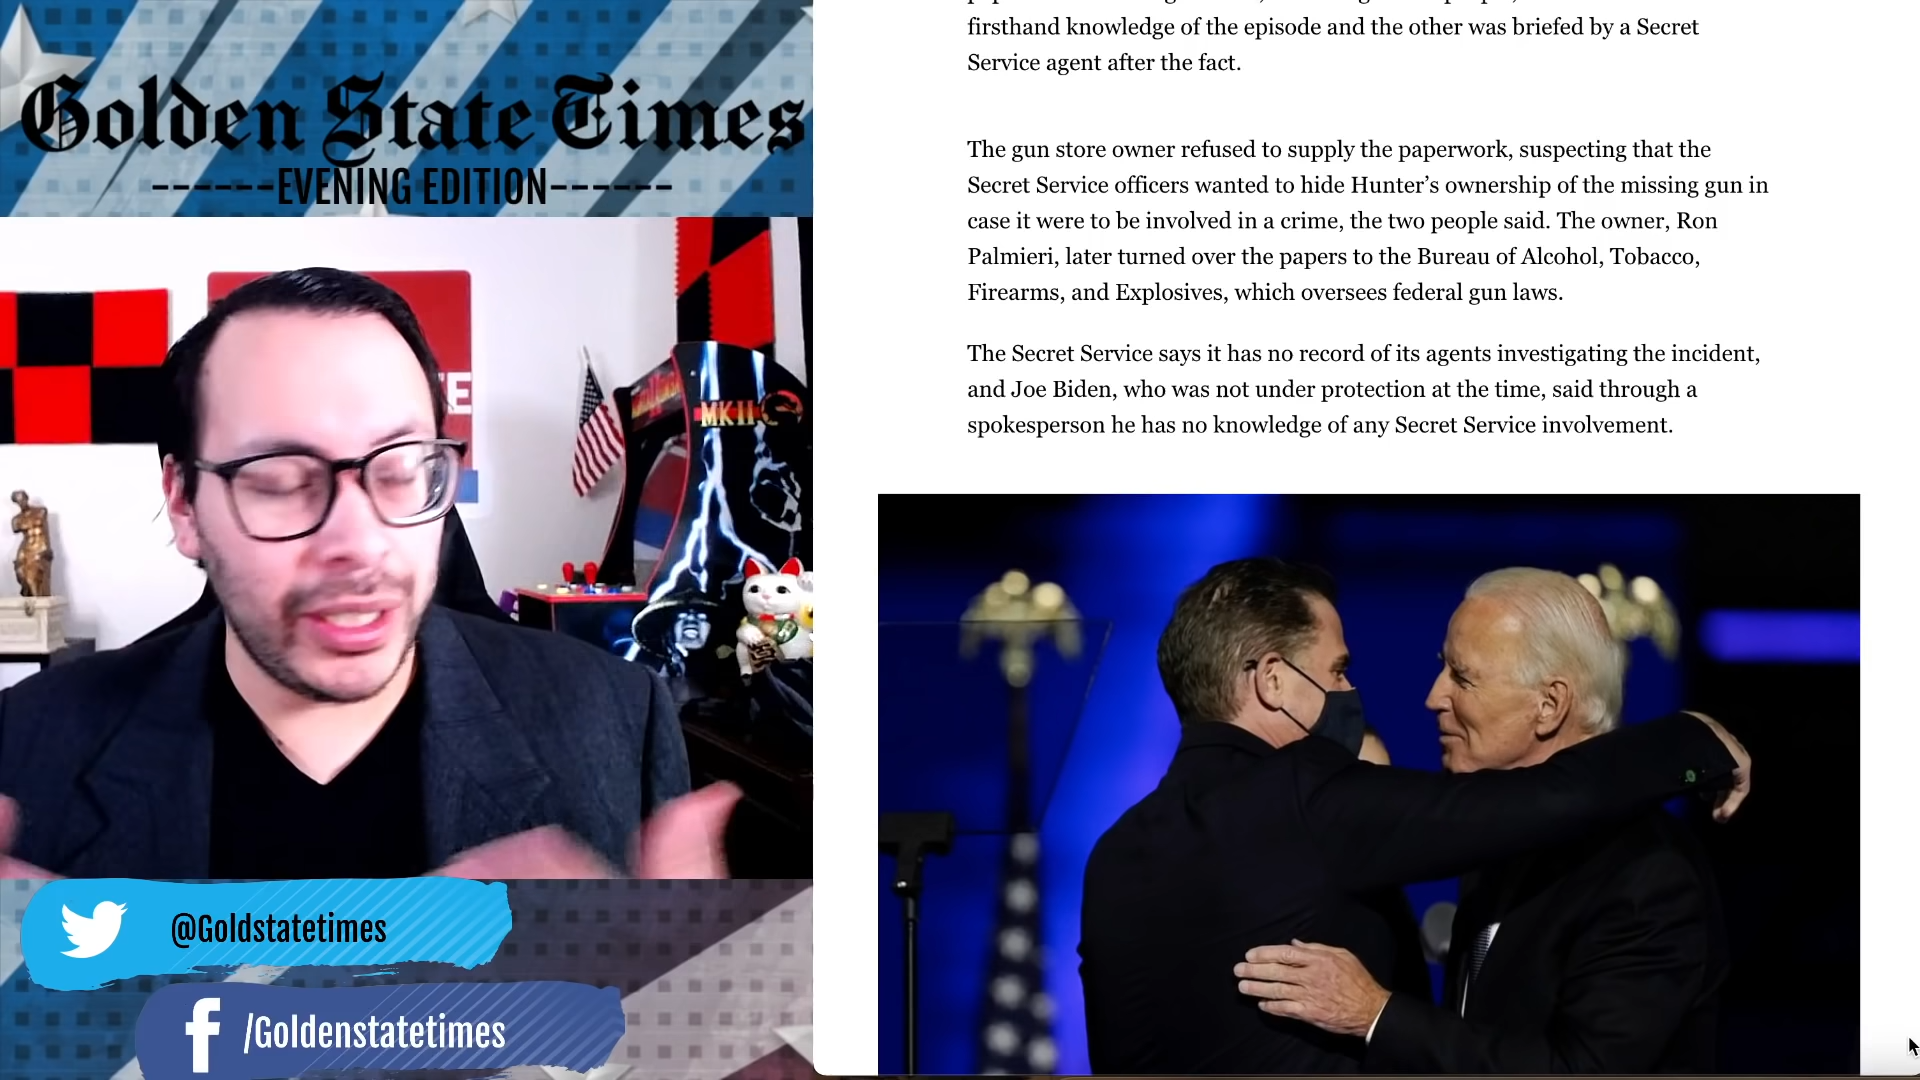 Golden State Times
------EVENING EDITION------
MKII
@Goldstatetimes
/Goldenstatetimes
firsthand knowledge of the episode and the other was briefed by a Secret
Service agent after the fact.
The gun store owner refused to supply the paperwork, suspecting that the
Secret Service officers wanted to hide Hunter’s ownership of the missing gun in
case it were to be involved in a crime, the two people said. The owner, Ron
Palmieri, later turned over the papers to the Bureau of Alcohol, Tobacco,
Firearms, and Explosives, which oversees federal gun laws.
The Secret Service says it has no record of its agents investigating the incident,
and Joe Biden, who was not under protection at the time, said through a
spokesperson he has no knowledge of any Secret Service involvement.